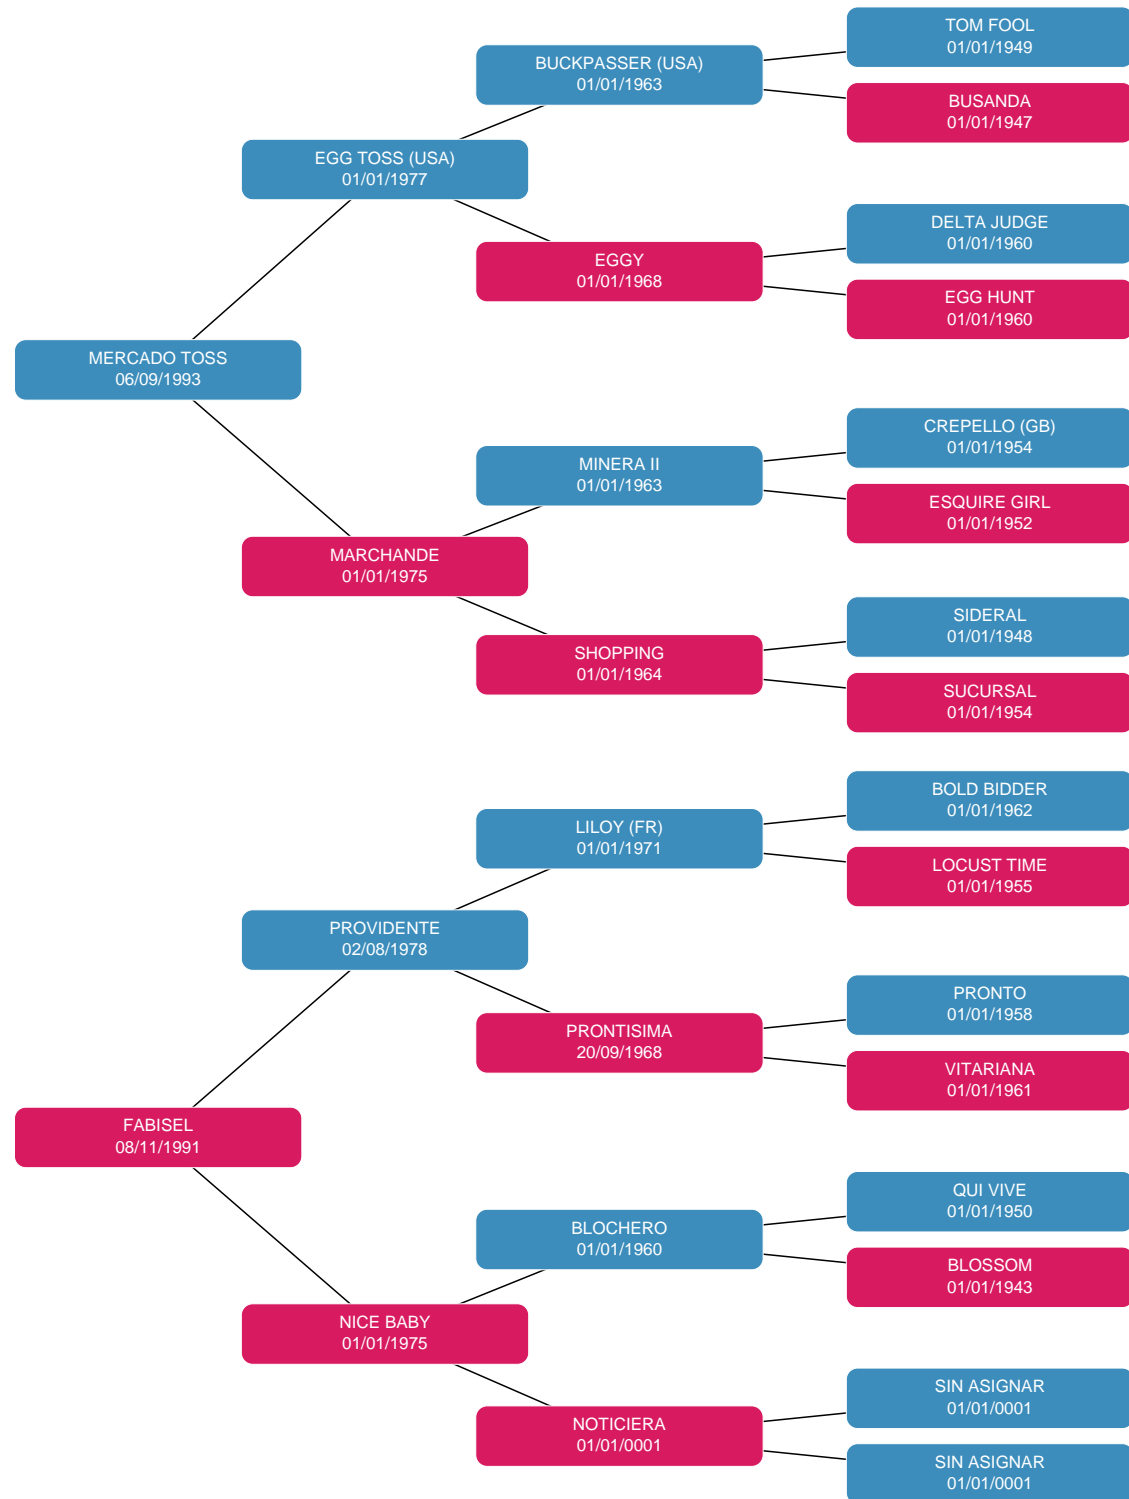 TOM FOOL
01/01/1949
BUCKPASSER (USA)
01/01/1963
BUSANDA
01/01/1947
EGG TOSS (USA)
01/01/1977
DELTA JUDGE
01/01/1960
EGGY
01/01/1968
EGG HUNT
01/01/1960
MERCADO TOSS
06/09/1993
CREPELLO (GB)
01/01/1954
MINERA II
01/01/1963
ESQUIRE GIRL
01/01/1952
MARCHANDE
01/01/1975
SIDERAL
01/01/1948
SHOPPING
01/01/1964
SUCURSAL
01/01/1954
BOLD BIDDER
01/01/1962
LILOY (FR)
01/01/1971
LOCUST TIME
01/01/1955
PROVIDENTE
02/08/1978
PRONTO
01/01/1958
PRONTISIMA
20/09/1968
VITARIANA
01/01/1961
FABISEL
08/11/1991
QUI VIVE
01/01/1950
BLOCHERO
01/01/1960
BLOSSOM
01/01/1943
NICE BABY
01/01/1975
SIN ASIGNAR
01/01/0001
NOTICIERA
01/01/0001
SIN ASIGNAR
01/01/0001